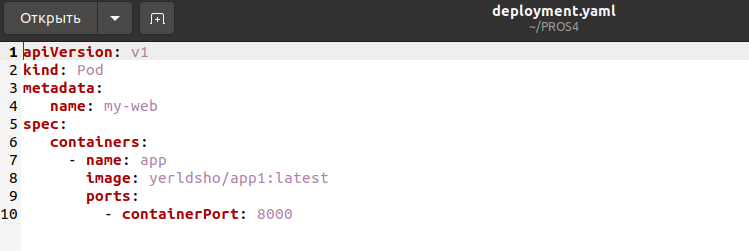 Открыть
deployment.yaml
~/PROS4
1 apiVersion: v1
2 kind: Pod
3 metadata:
4    name: my-web
5 spec:
6    containers:
7      - name: app
8        image: yerldsho/app1:latest
9        ports:
10         - containerPort: 8000